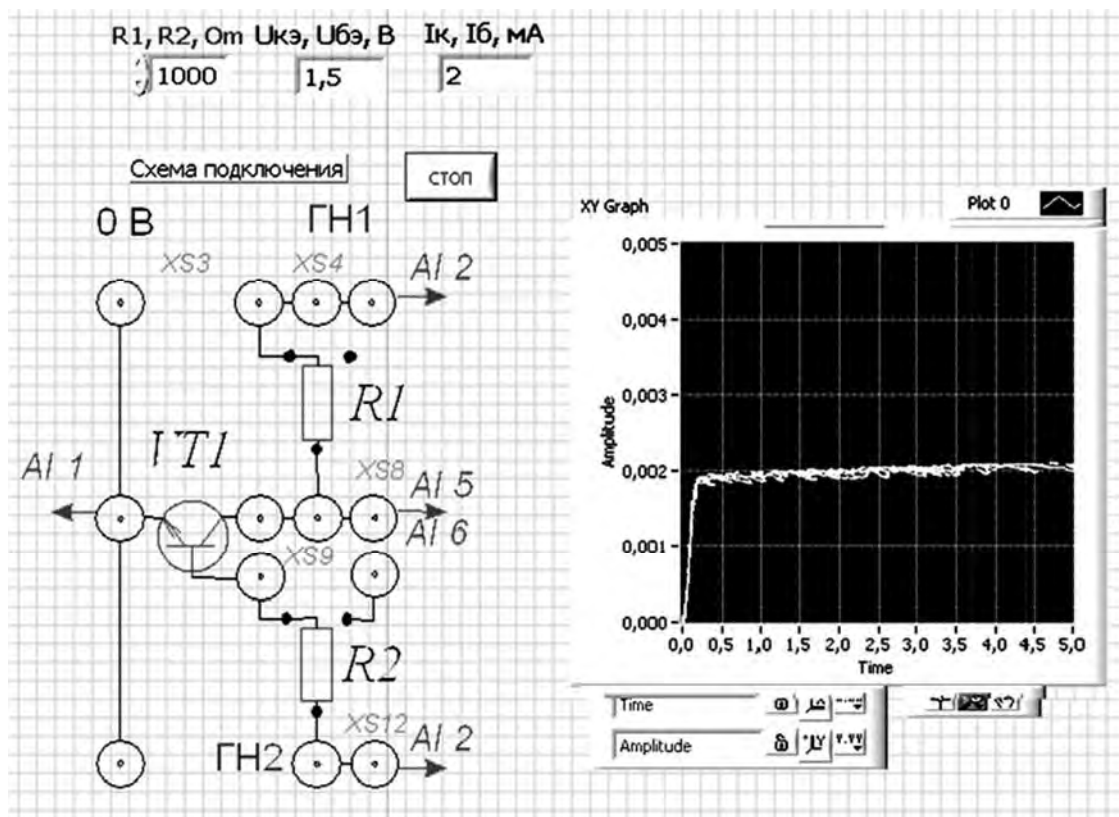 R1, R2, Om Uкэ, Uбэ, В Iк, Iб, мА
1000 1,5 2
Схема подключения
стоп
0 В ГН1
XS3 XS4 AI 2
R1
VT1
AI 1
XS8 AI 5
AI 6
XS9
R2
XS12 AI 2
ГН2
XY Graph Plot 0
0,005
0,004
0,003
0,002
0,001
0,000
Amplitude
0,0 0,5 1,0 1,5 2,0 2,5 3,0 3,5 4,0 4,5 5,0
Time
Time
Amplitude